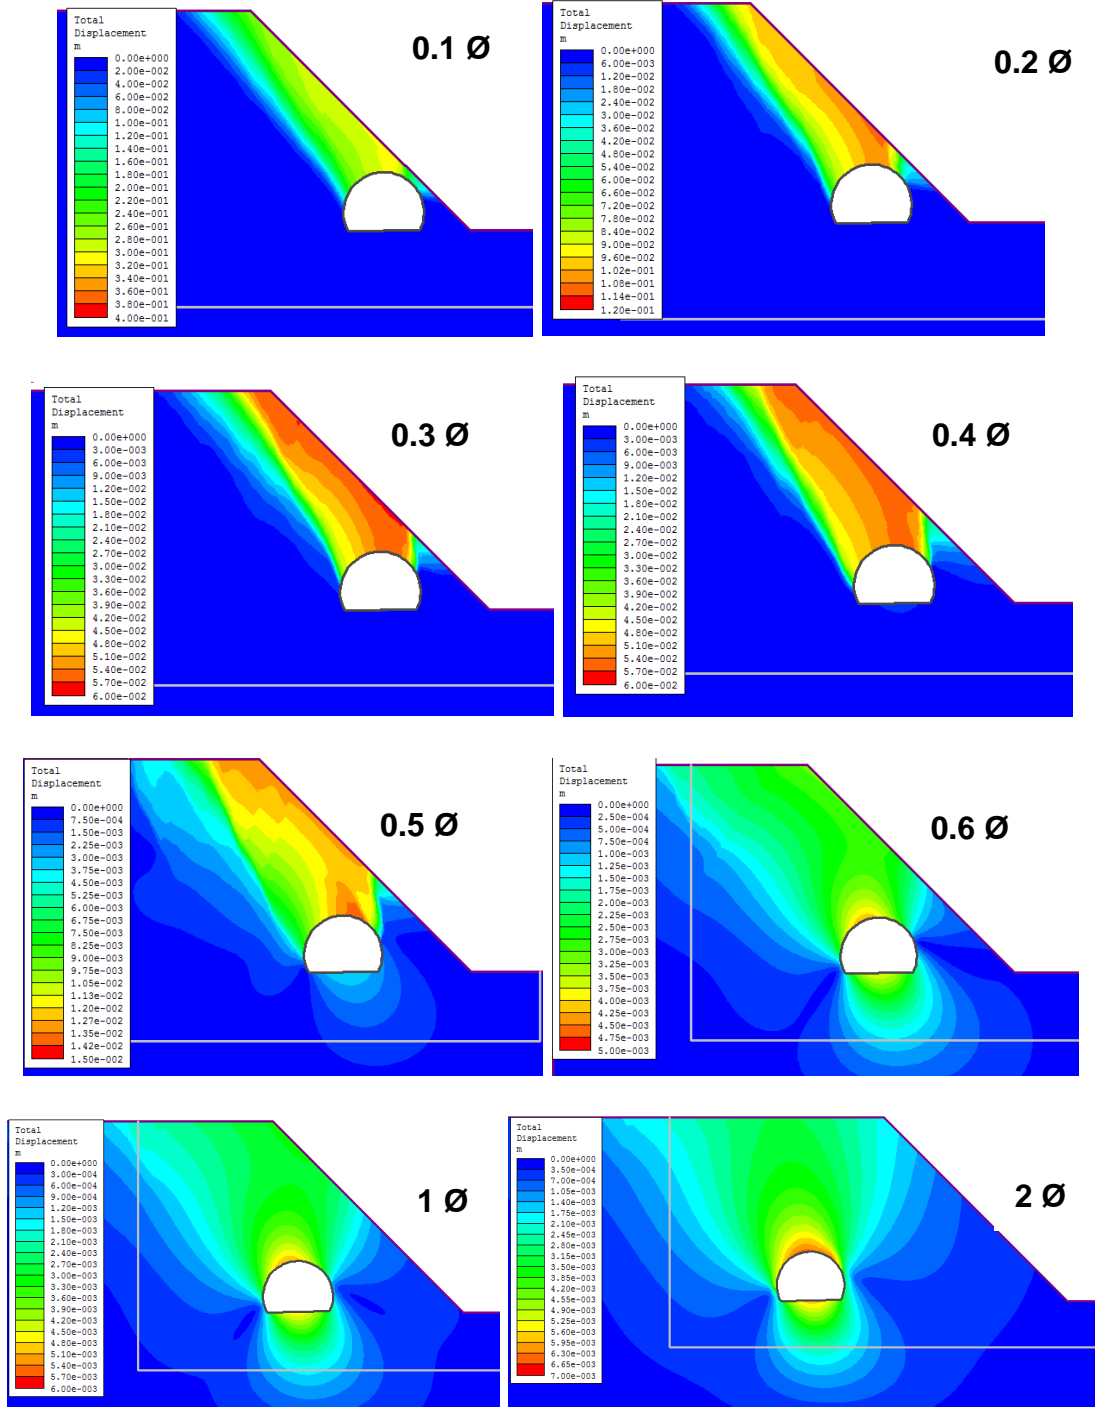 Total
Displacement
m
0.00e+000
2.00e-002
4.00e-002
6.00e-002
8.00e-002
1.00e-001
1.20e-001
1.40e-001
1.60e-001
1.80e-001
2.00e-001
2.20e-001
2.40e-001
2.60e-001
2.80e-001
3.00e-001
3.20e-001
3.40e-001
3.60e-001
3.80e-001
4.00e-001
0.1 Ø
Total
Displacement
m
0.00e+000
6.00e-003
1.20e-002
1.80e-002
2.40e-002
3.00e-002
3.60e-002
4.20e-002
4.80e-002
5.40e-002
6.00e-002
6.60e-002
7.20e-002
7.80e-002
8.40e-002
9.00e-002
9.60e-002
1.02e-001
1.08e-001
1.14e-001
1.20e-001
0.2 Ø
Total
Displacement
m
0.00e+000
3.00e-003
6.00e-003
9.00e-003
1.20e-002
1.50e-002
1.80e-002
2.10e-002
2.40e-002
2.70e-002
3.00e-002
3.30e-002
3.60e-002
3.90e-002
4.20e-002
4.50e-002
4.80e-002
5.10e-002
5.40e-002
5.70e-002
6.00e-002
0.3 Ø
Total
Displacement
m
0.00e+000
3.00e-003
6.00e-003
9.00e-003
1.20e-002
1.50e-002
1.80e-002
2.10e-002
2.40e-002
2.70e-002
3.00e-002
3.30e-002
3.60e-002
3.90e-002
4.20e-002
4.50e-002
4.80e-002
5.10e-002
5.40e-002
5.70e-002
6.00e-002
0.4 Ø
Total
Displacement
m
0.00e+000
7.50e-004
1.50e-003
2.25e-003
3.00e-003
3.75e-003
4.50e-003
5.25e-003
6.00e-003
6.75e-003
7.50e-003
8.25e-003
9.00e-003
9.75e-003
1.05e-002
1.13e-002
1.20e-002
1.27e-002
1.35e-002
1.42e-002
1.50e-002
0.5 Ø
Total
Displacement
m
0.00e+000
2.50e-004
5.00e-004
7.50e-004
1.00e-003
1.25e-003
1.50e-003
1.75e-003
2.00e-003
2.25e-003
2.50e-003
2.75e-003
3.00e-003
3.25e-003
3.50e-003
3.75e-003
4.00e-003
4.25e-003
4.50e-003
4.75e-003
5.00e-003
0.6 Ø
Total
Displacement
m
0.00e+000
3.00e-004
6.00e-004
9.00e-004
1.20e-003
1.50e-003
1.80e-003
2.10e-003
2.40e-003
2.70e-003
3.00e-003
3.30e-003
3.60e-003
3.90e-003
4.20e-003
4.50e-003
4.80e-003
5.10e-003
5.40e-003
5.70e-003
6.00e-003
1 Ø
Total
Displacement
m
0.00e+000
3.50e-004
7.00e-004
1.05e-003
1.40e-003
1.75e-003
2.10e-003
2.45e-003
2.80e-003
3.15e-003
3.50e-003
3.85e-003
4.20e-003
4.55e-003
4.90e-003
5.25e-003
5.60e-003
5.95e-003
6.30e-003
6.65e-003
7.00e-003
2 Ø